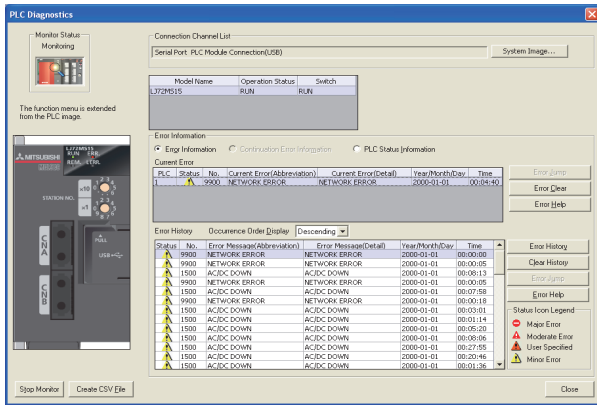 PLC Diagnostics
Monitor Status
Monitoring
The function menu is extended
from the PLC image.
Connection Channel List
Serial Port PLC Module Connection(USB)
System Image...
Model Name Operation Status Switch
LJ72MS15 RUN RUN
MITSUBISHI
LJ72MS15
RUN ERR.
REM. LERR.
STATION NO.
×10
×1
PULL
USB
CNA
CNB
Error Information
Error Information Continuation Error Information PLC Status Information
Current Error
PLC Status No. Current Error(Abbreviation) Current Error(Detail) Year/Month/Day Time
1 9900 NETWORK ERROR NETWORK ERROR 2000-01-01 00:04:40
Error Jump
Error Clear
Error Help
Error History Occurrence Order Display Descending
Status No. Error Message(Abbreviation) Error Message(Detail) Year/Month/Day Time
9900 NETWORK ERROR NETWORK ERROR 2000-01-01 00:00:00
9900 NETWORK ERROR NETWORK ERROR 2000-01-01 00:00:05
1500 AC/DC DOWN AC/DC DOWN 2000-01-01 00:08:13
9900 NETWORK ERROR NETWORK ERROR 2000-01-01 00:00:05
1500 AC/DC DOWN AC/DC DOWN 2000-01-01 00:07:58
9900 NETWORK ERROR NETWORK ERROR 2000-01-01 00:00:18
1500 AC/DC DOWN AC/DC DOWN 2000-01-01 00:03:01
1500 AC/DC DOWN AC/DC DOWN 2000-01-01 00:01:14
1500 AC/DC DOWN AC/DC DOWN 2000-01-01 00:05:20
1500 AC/DC DOWN AC/DC DOWN 2000-01-01 00:08:06
1500 AC/DC DOWN AC/DC DOWN 2000-01-01 00:27:55
1500 AC/DC DOWN AC/DC DOWN 2000-01-01 00:20:46
1500 AC/DC DOWN AC/DC DOWN 2000-01-01 00:01:36
Error History
Clear History
Error Jump
Error Help
Status Icon Legend
Major Error
Moderate Error
User Specified
Minor Error
Stop Monitor
Create CSV File
Close